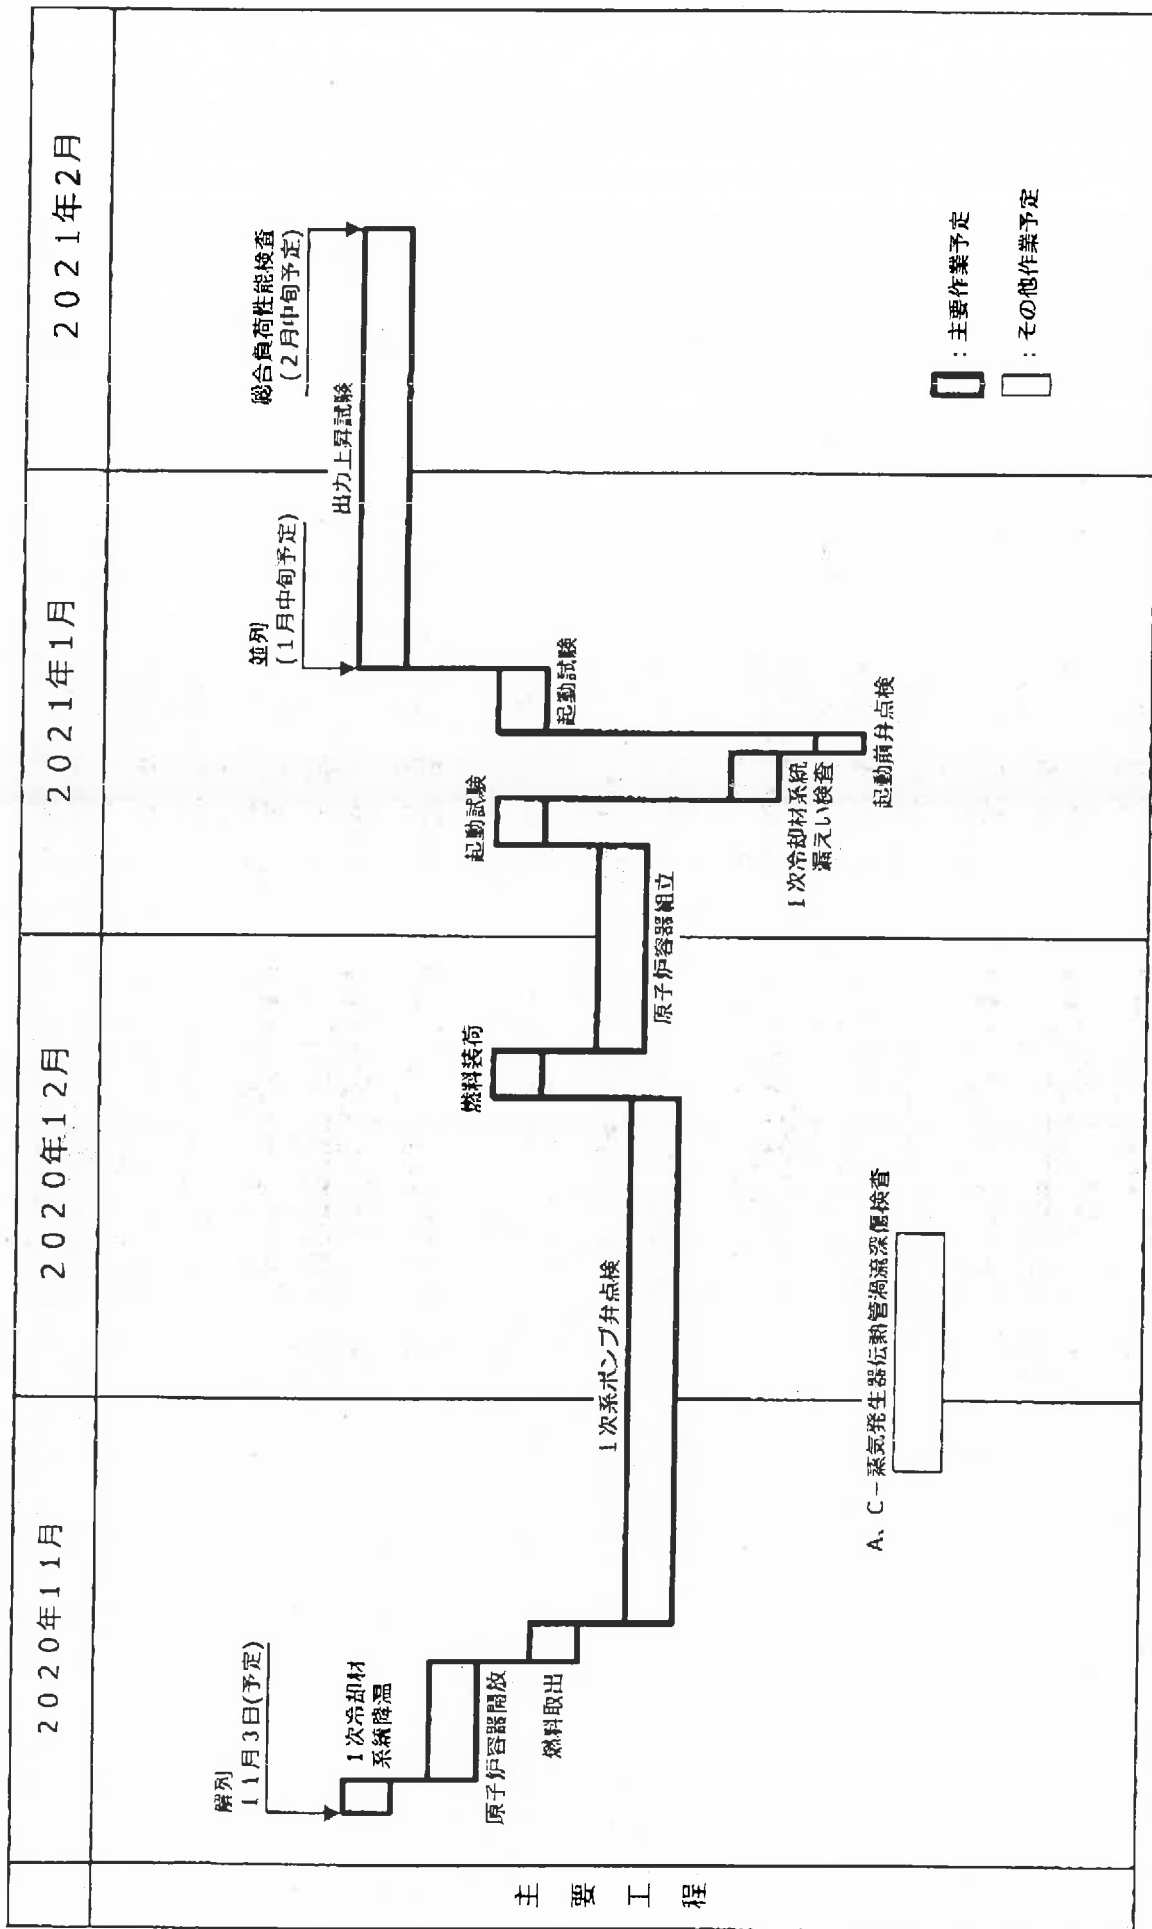 主要工程
2020年11月
2020年12月
2021年1月
2021年2月
解列
11月3日(予定)
1次冷却材
系統降温
原子炉容器開放
燃料取出
1次系ポンプ弁点検
燃料装荷
原子炉容器組立
起動試験
1次冷却材系統
漏えい検査
起動前弁点検
起動試験
並列
(1月中旬予定)
出力上昇試験
総合負荷性能検査
(2月中旬予定)
A、C-蒸気発生器伝熱管渦流探傷検査
:主要作業予定
:その他作業予定